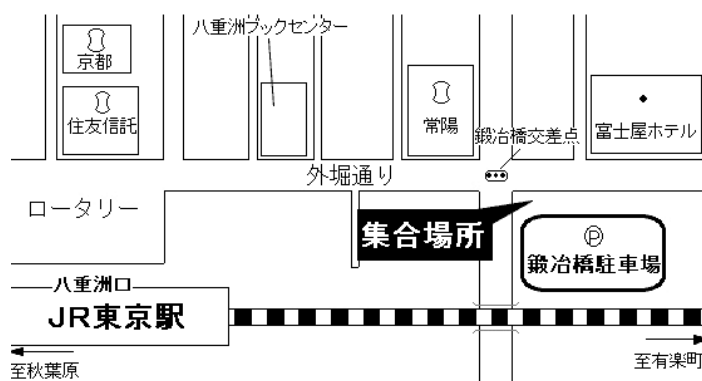 八重洲ブックセンター
京都
住友信託
常陽
鍛冶橋交差点
富士屋ホテル
外堀通り
ロータリー
集合場所
P
鍛冶橋駐車場
八重洲口
JR東京駅
至秋葉原
至有楽町